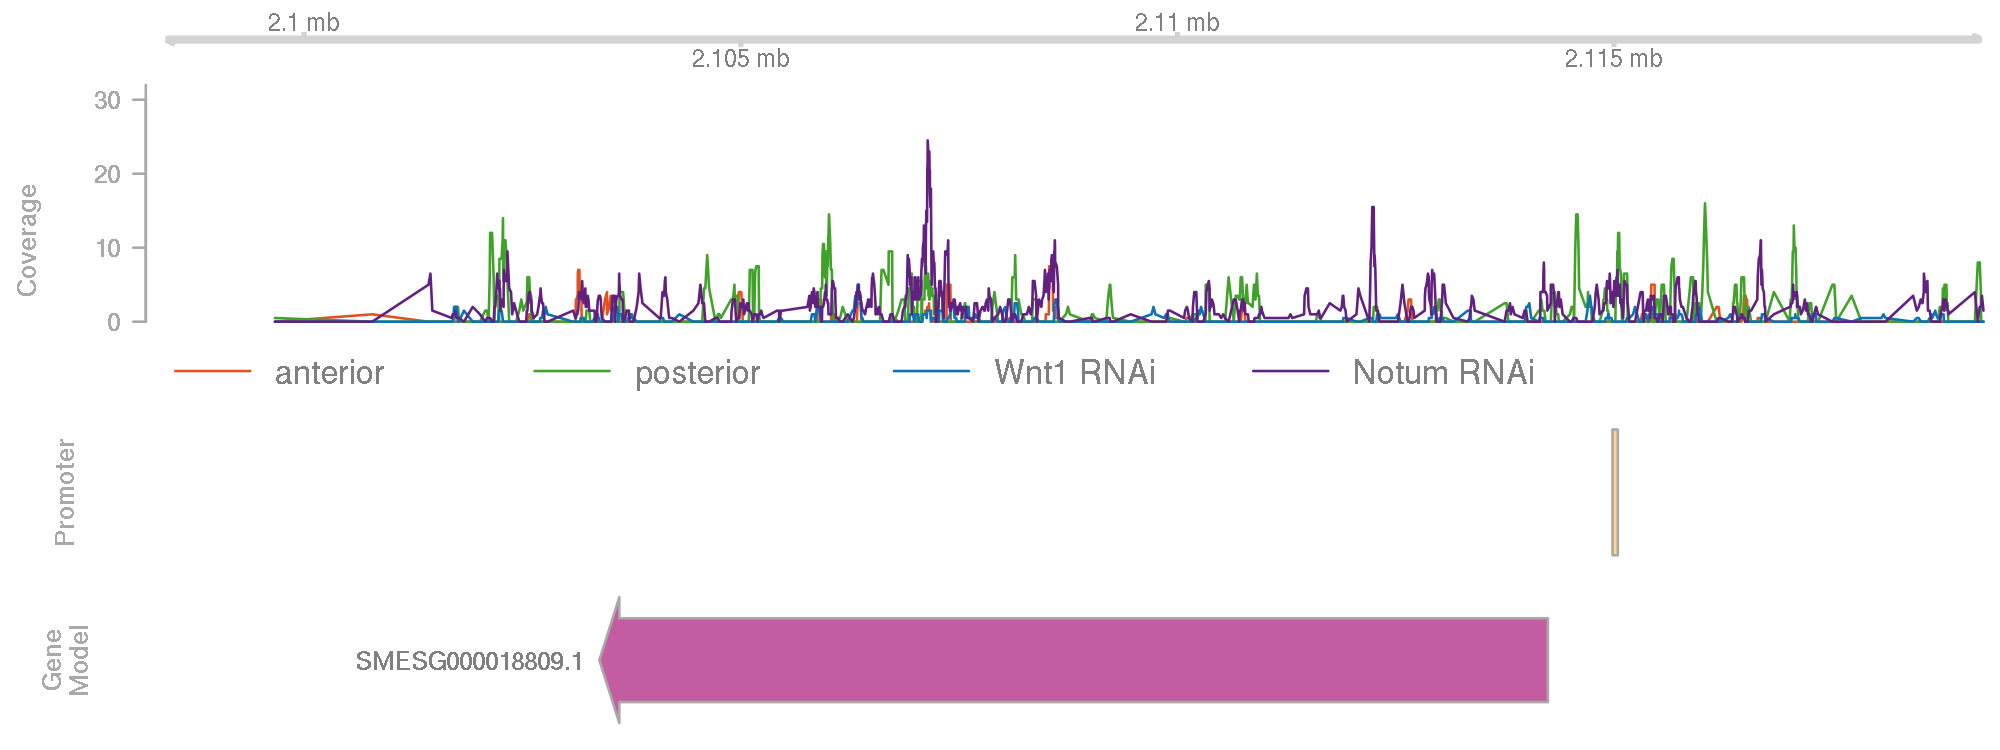 2.1 mb
2.11 mb
2.105 mb
2.115 mb
30
20
10
0
Coverage
anterior
posterior
Wnt1 RNAi
Notum RNAi
Promoter
Gene
Model
SMESG000018809.1